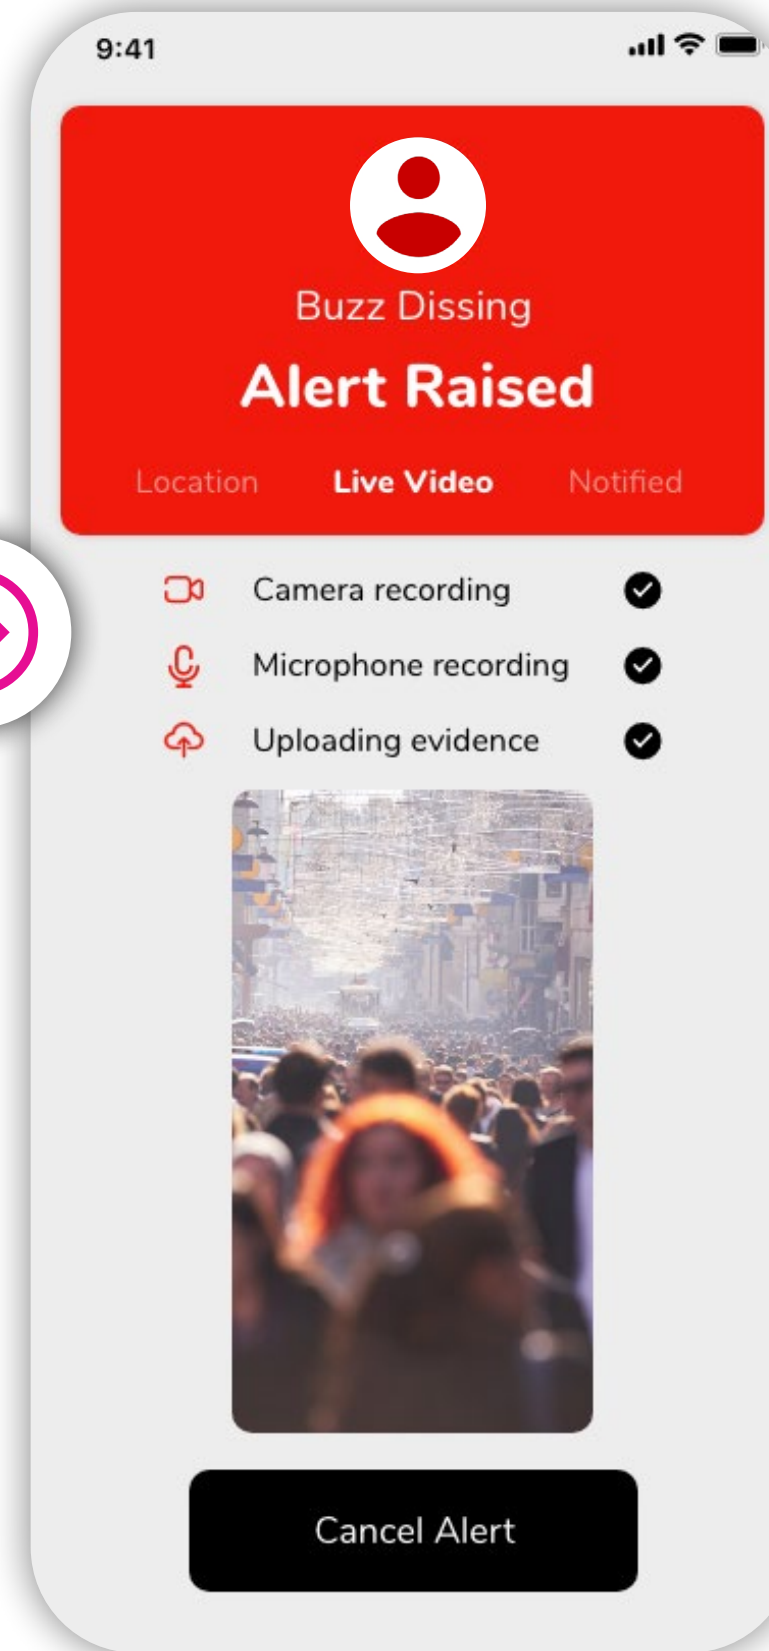 9:41
Buzz Dissing
Alert Raised
Location Live Video Notified
Camera recording
Microphone recording
Uploading evidence
Cancel Alert